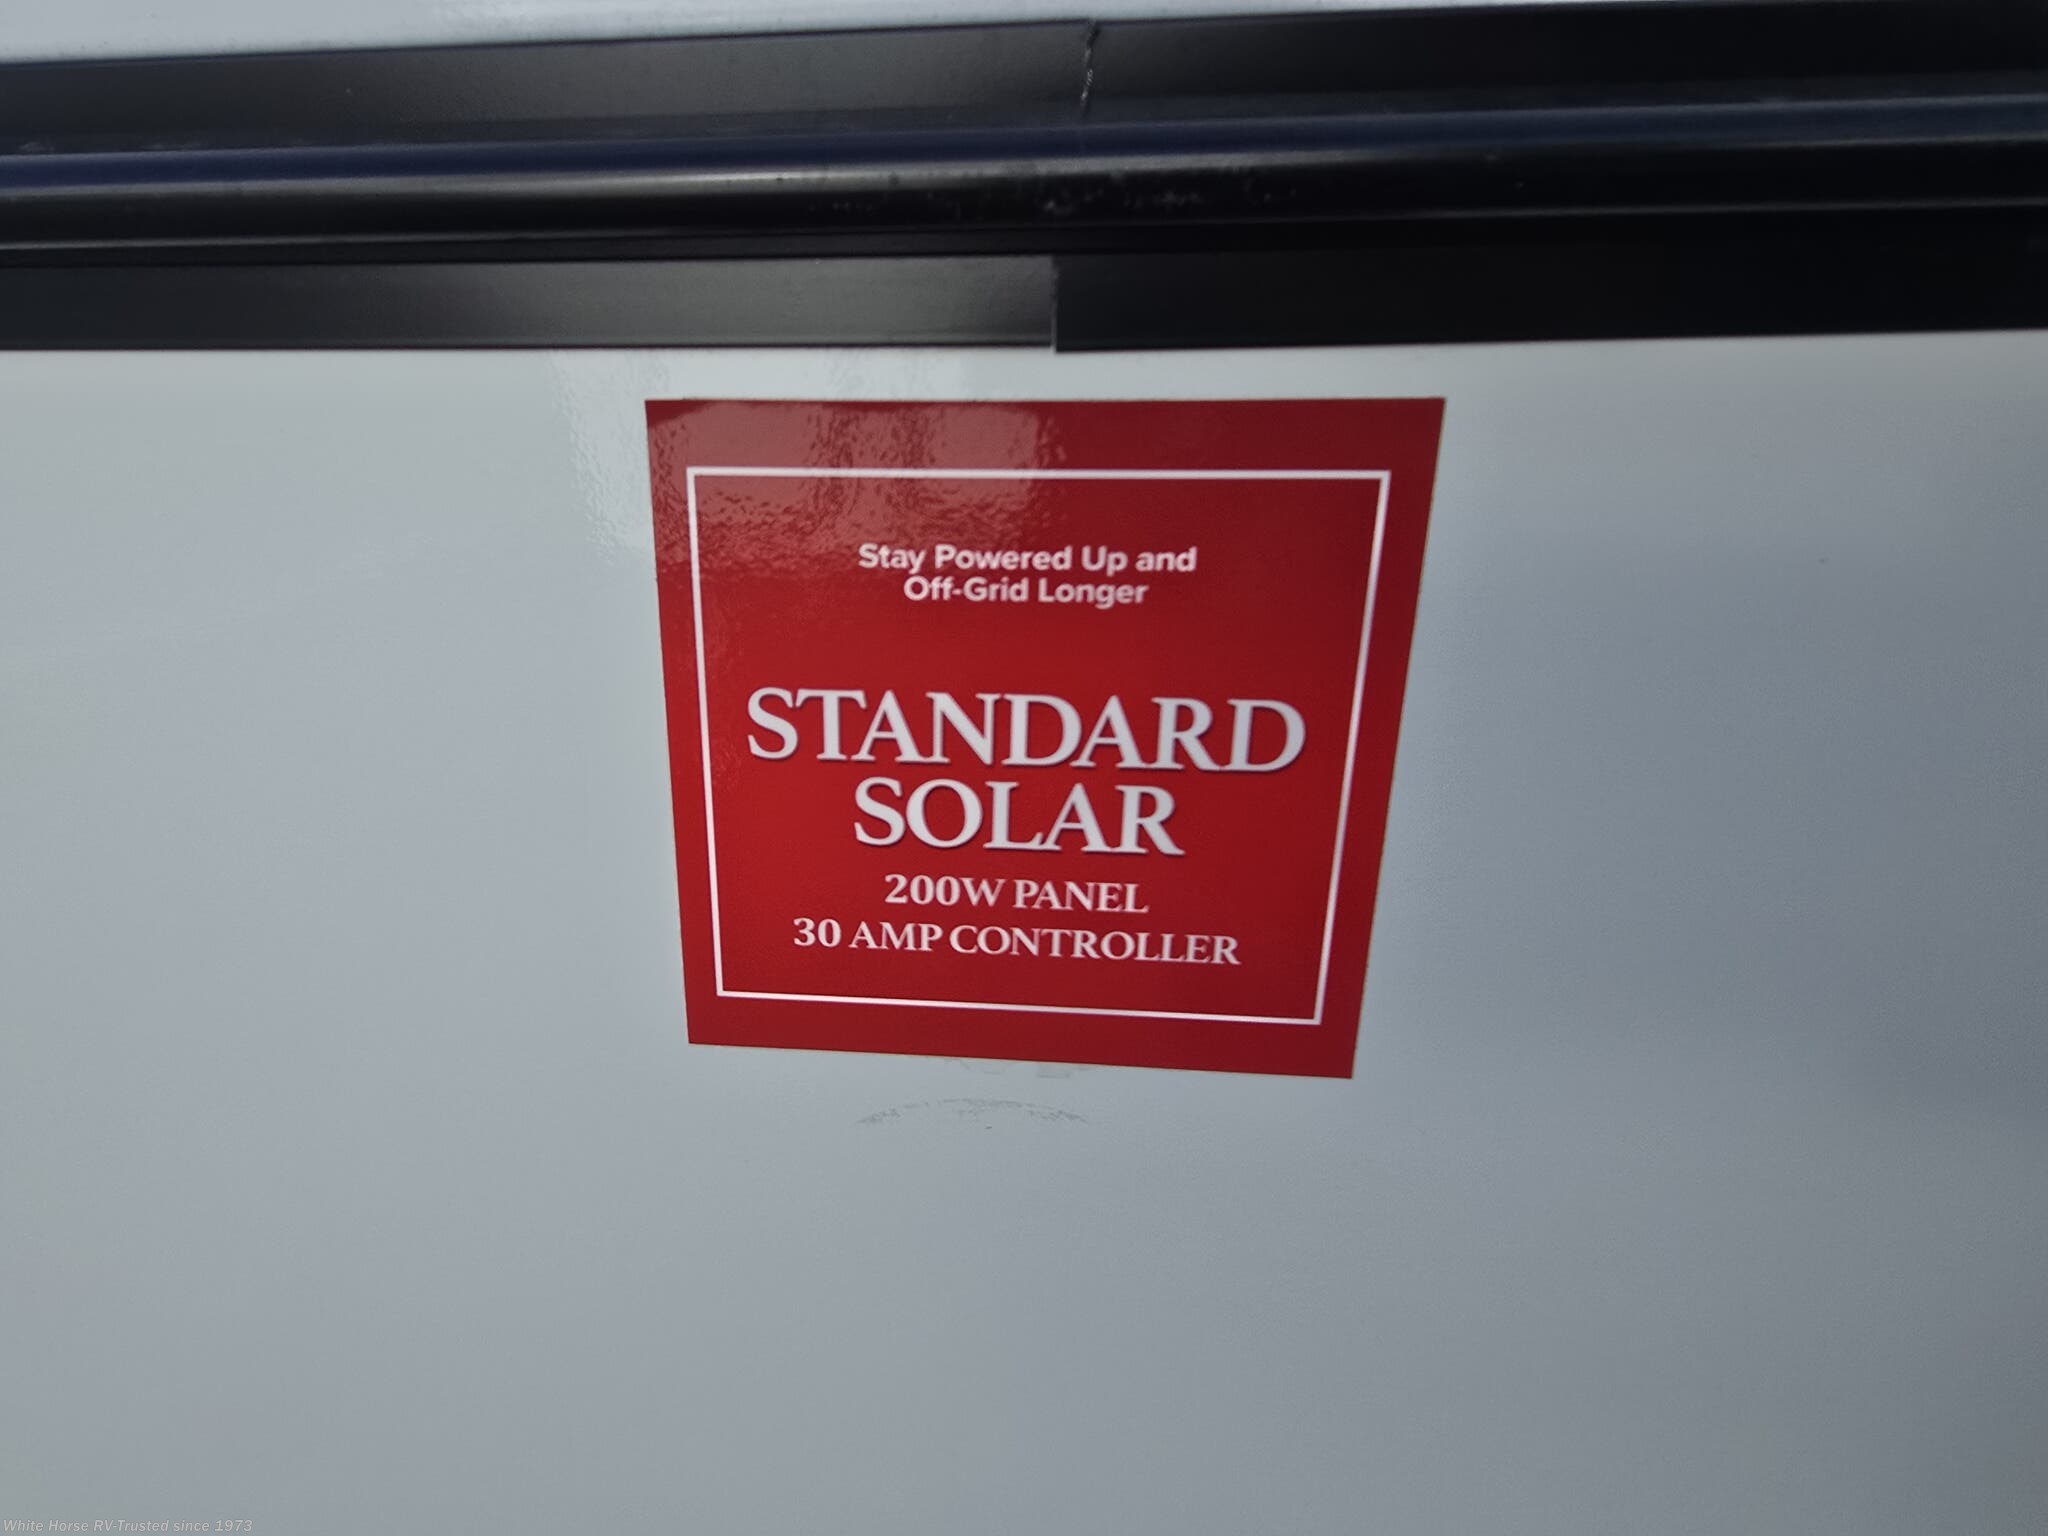 Stay Powered Up and
Off-Grid Longer
STANDARD
SOLAR
200W PANEL
30 AMP CONTROLLER
White Horse RV-Trusted since 1973